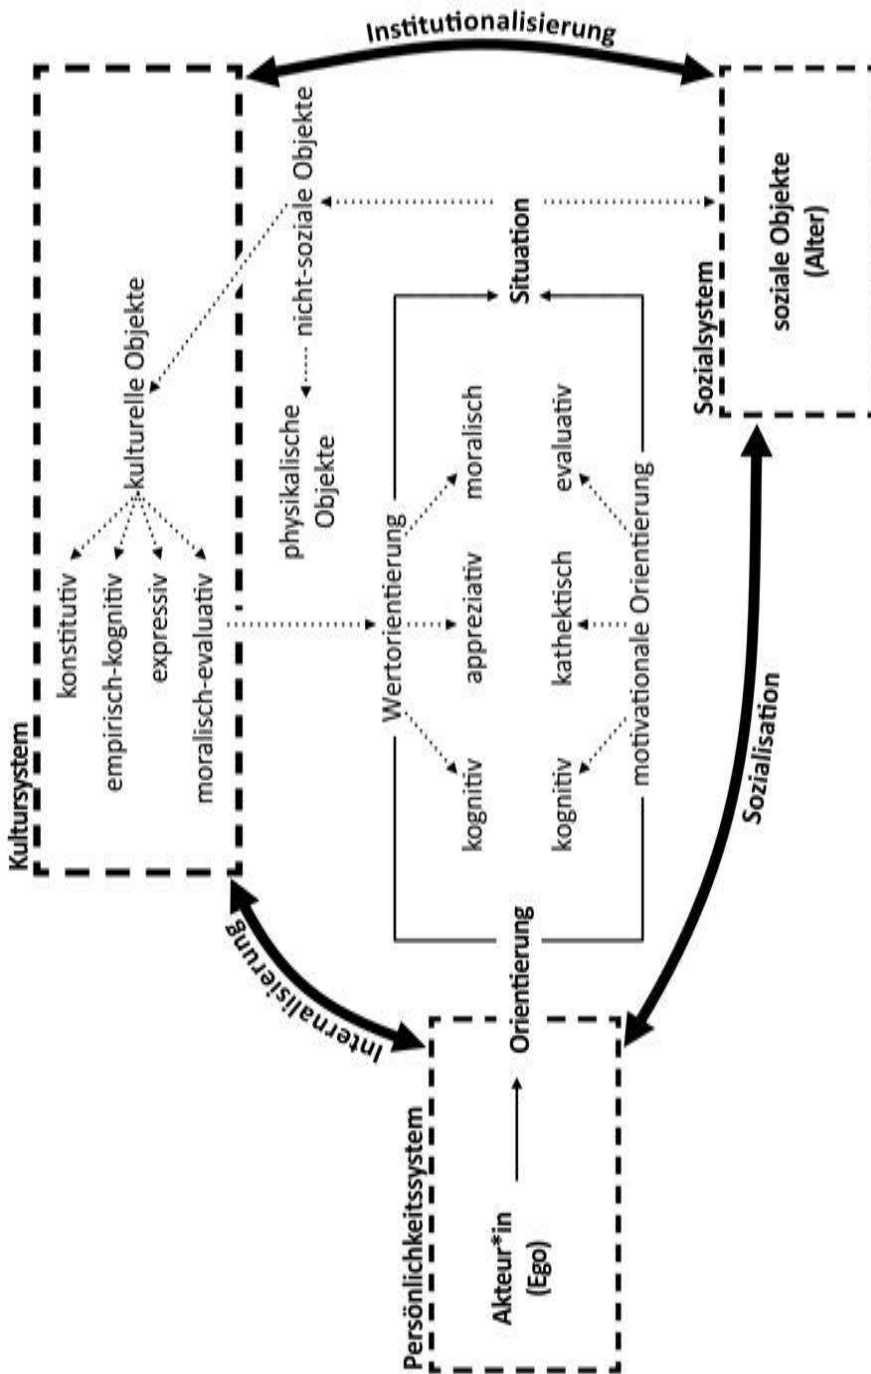 Kultursystem
konstitutiv
empirisch-kognitiv
expressiv
moralisch-evaluativ
kulturelle Objekte
Institutionalisierung
Internalisierung
physikalische
Objekte
nicht-soziale Objekte
Wertorientierung
kognitiv
appreziativ
moralisch
Persönlichkeitssystem
Akteur*in
(Ego)
Orientierung
Situation
kognitiv
kathektisch
evaluativ
motivationale Orientierung
Sozialsystem
soziale Objekte
(Alter)
Sozialisation